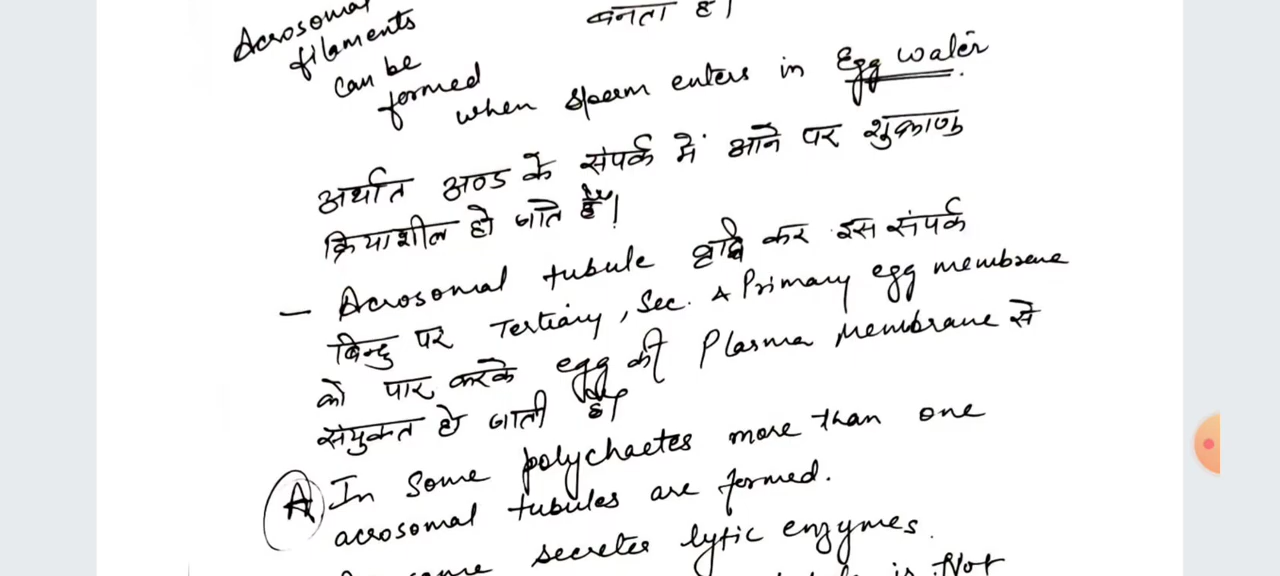 Acrosomal
filaments
can be
formed
बनता है।
when sperm enters in Egg water.
अर्थात अण्ड के संपर्क में आने पर शुक्राणु
क्रियाशील हो जाते हैं।
- Acrosomal tubule कर इस संपर्क
बिन्दु पर Tertiary, Sec. & Primary egg membrane
को पार करके egg की Plasma membrane से
संयुक्त हो जाती है।
(A) In some polychaetes more than one
acrosomal tubules are formed.
secretes lytic enzymes.
is Not